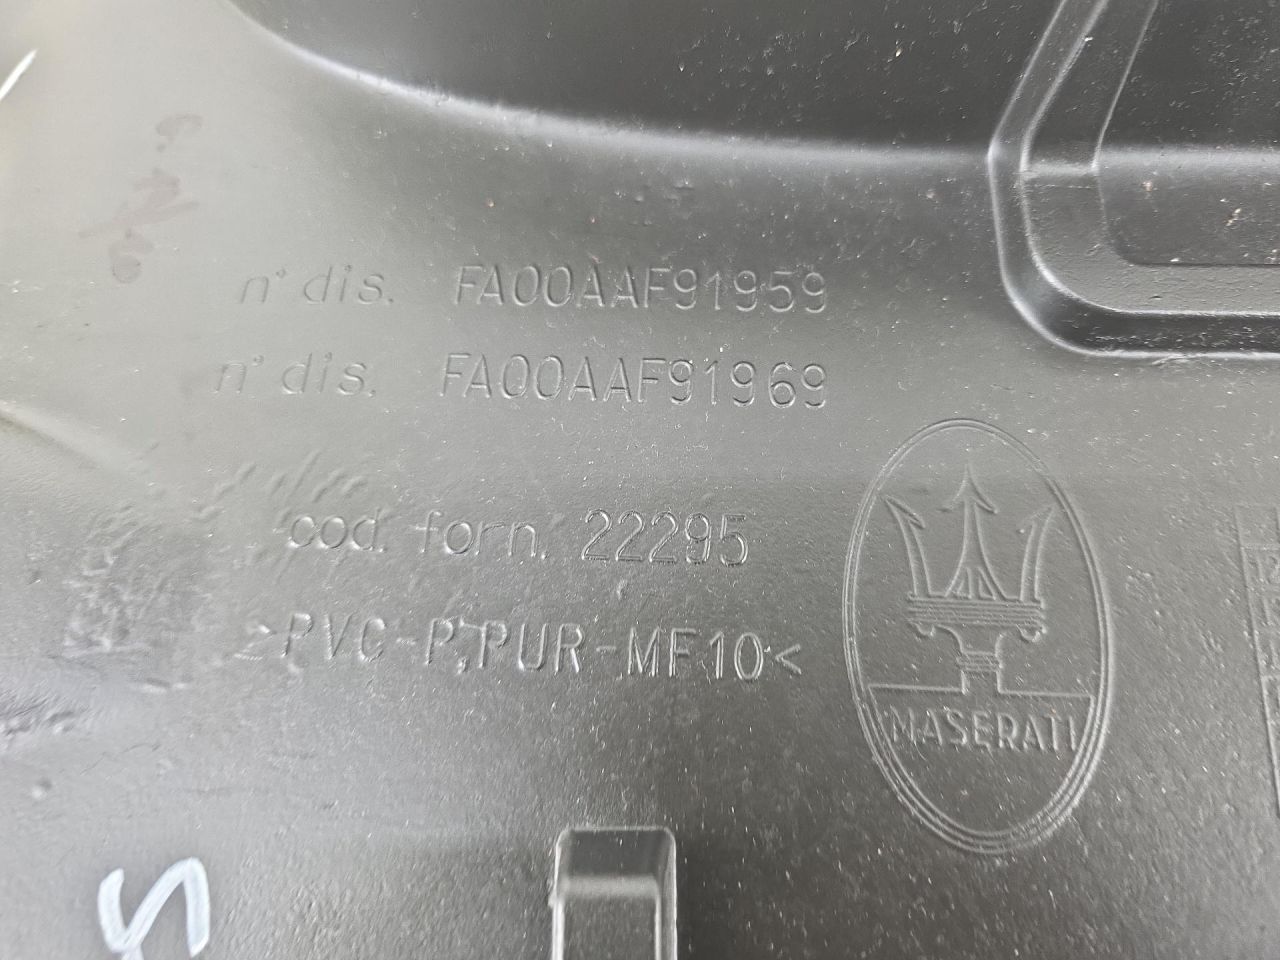 n° dis. FA00AAF91959
n° dis. FA00AAF91969
cod. forn. 22295
>PVC-P,PUR-MF10<
MASERATI